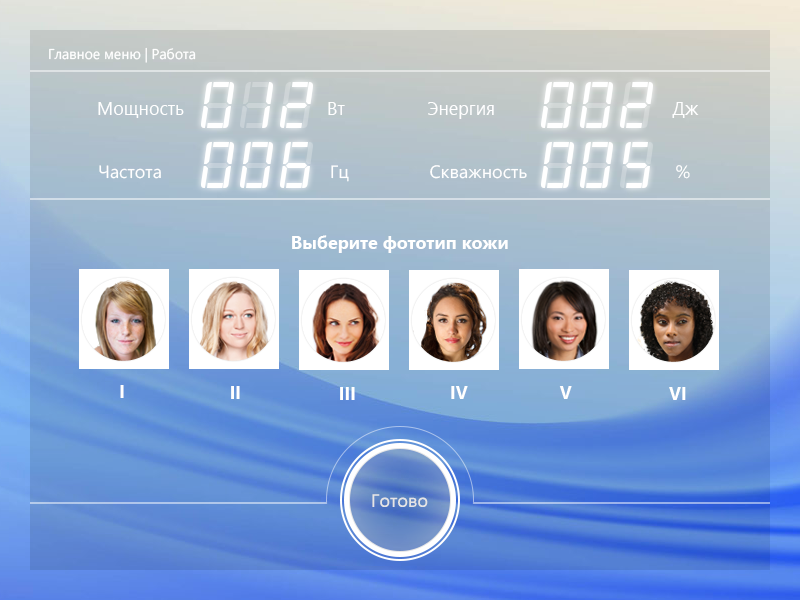 Главное меню | Работа
Мощность 012 Вт Энергия 002 Дж
Частота 006 Гц Скважность 005 %
Выберите фототип кожи
I II III IV V VI
Готово